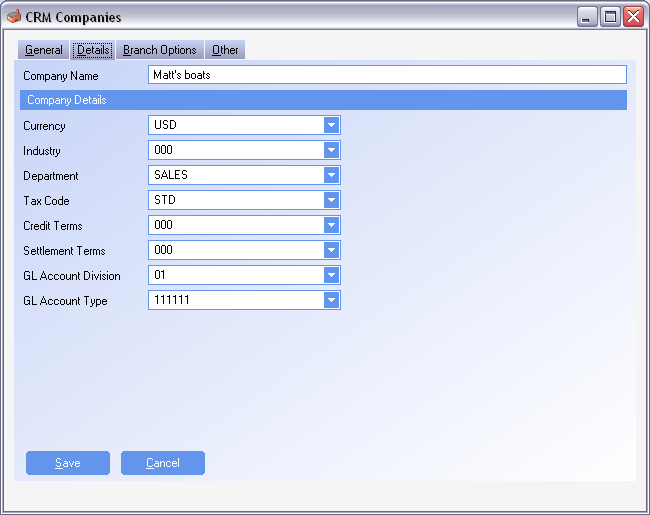 CRM Companies
General Details Branch Options Other
Company Name Matt's boats
Company Details
Currency USD
Industry 000
Department SALES
Tax Code STD
Credit Terms 000
Settlement Terms 000
GL Account Division 01
GL Account Type 111111
Save Cancel